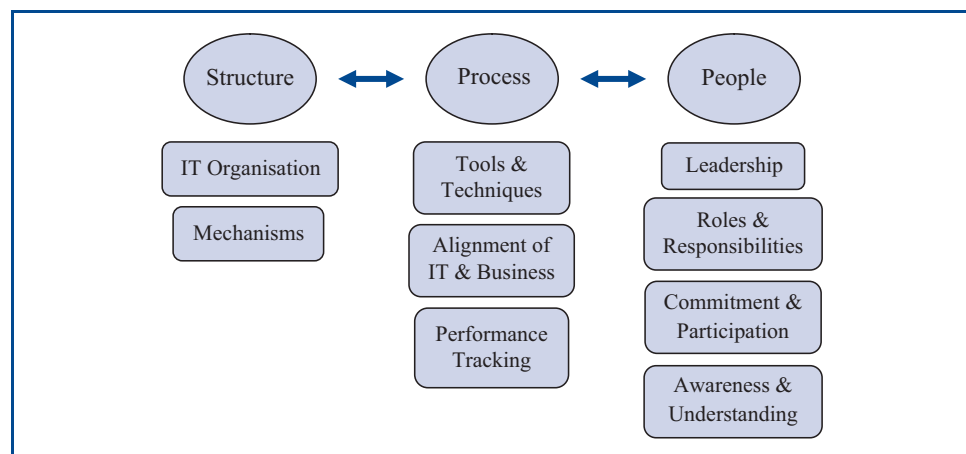 Structure
Process
People
IT Organisation
Mechanisms
Tools &
Techniques
Alignment of
IT & Business
Performance
Tracking
Leadership
Roles &
Responsibilities
Commitment &
Participation
Awareness &
Understanding